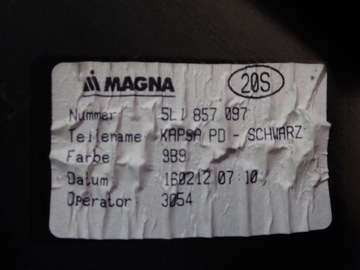 MAGNA 20S
Nummer 5L1 857 097
Teilename KAPSA PD - SCHWARZ
Farbe 9B9
Datum 160212 07:10
Operator 3054